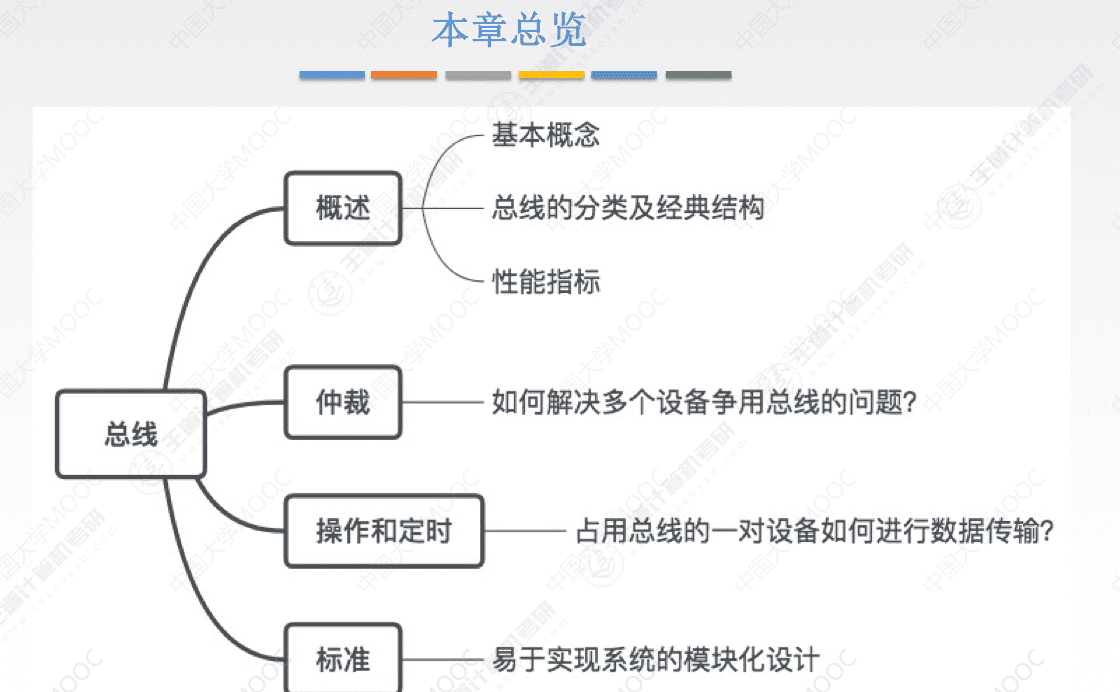 本章总览
基本概念
概述
总线的分类及经典结构
性能指标
仲裁
如何解决多个设备争用总线的问题?
总线
操作和定时
占用总线的一对设备如何进行数据传输?
标准
易于实现系统的模块化设计
中国大学MOOC
王道计算机考研
www.cskaoyan.com